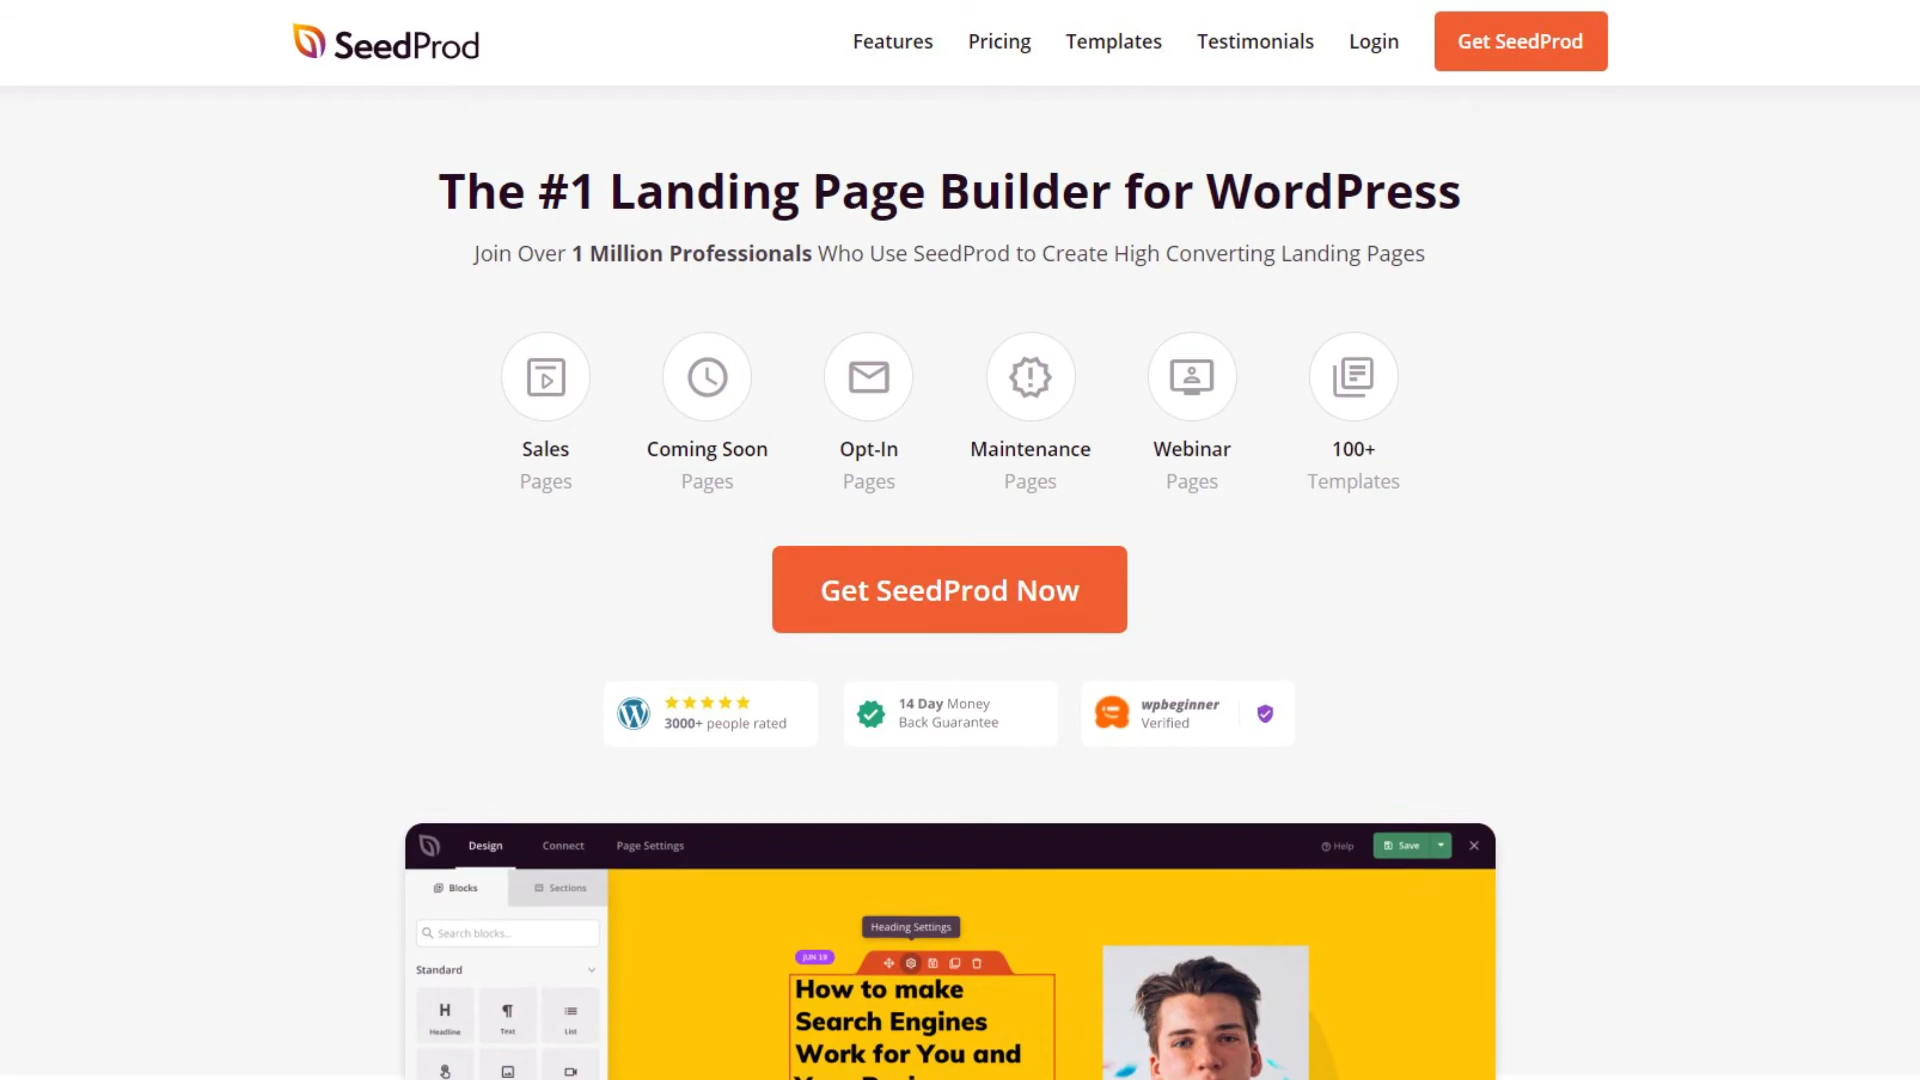 SeedProd
Features
Pricing
Templates
Testimonials
Login
Get SeedProd
The #1 Landing Page Builder for WordPress
Join Over 1 Million Professionals Who Use SeedProd to Create High Converting Landing Pages
Sales
Pages
Coming Soon
Pages
Opt-In
Pages
Maintenance
Pages
Webinar
Pages
100+
Templates
Get SeedProd Now
3000+ people rated
14 Day Money
Back Guarantee
wpbeginner
Verified
Design
Connect
Page Settings
Help
Save
Blocks
Sections
Search blocks...
Standard
Headline
Text
List
Heading Settings
JUN 19
How to make
Search Engines
Work for You and